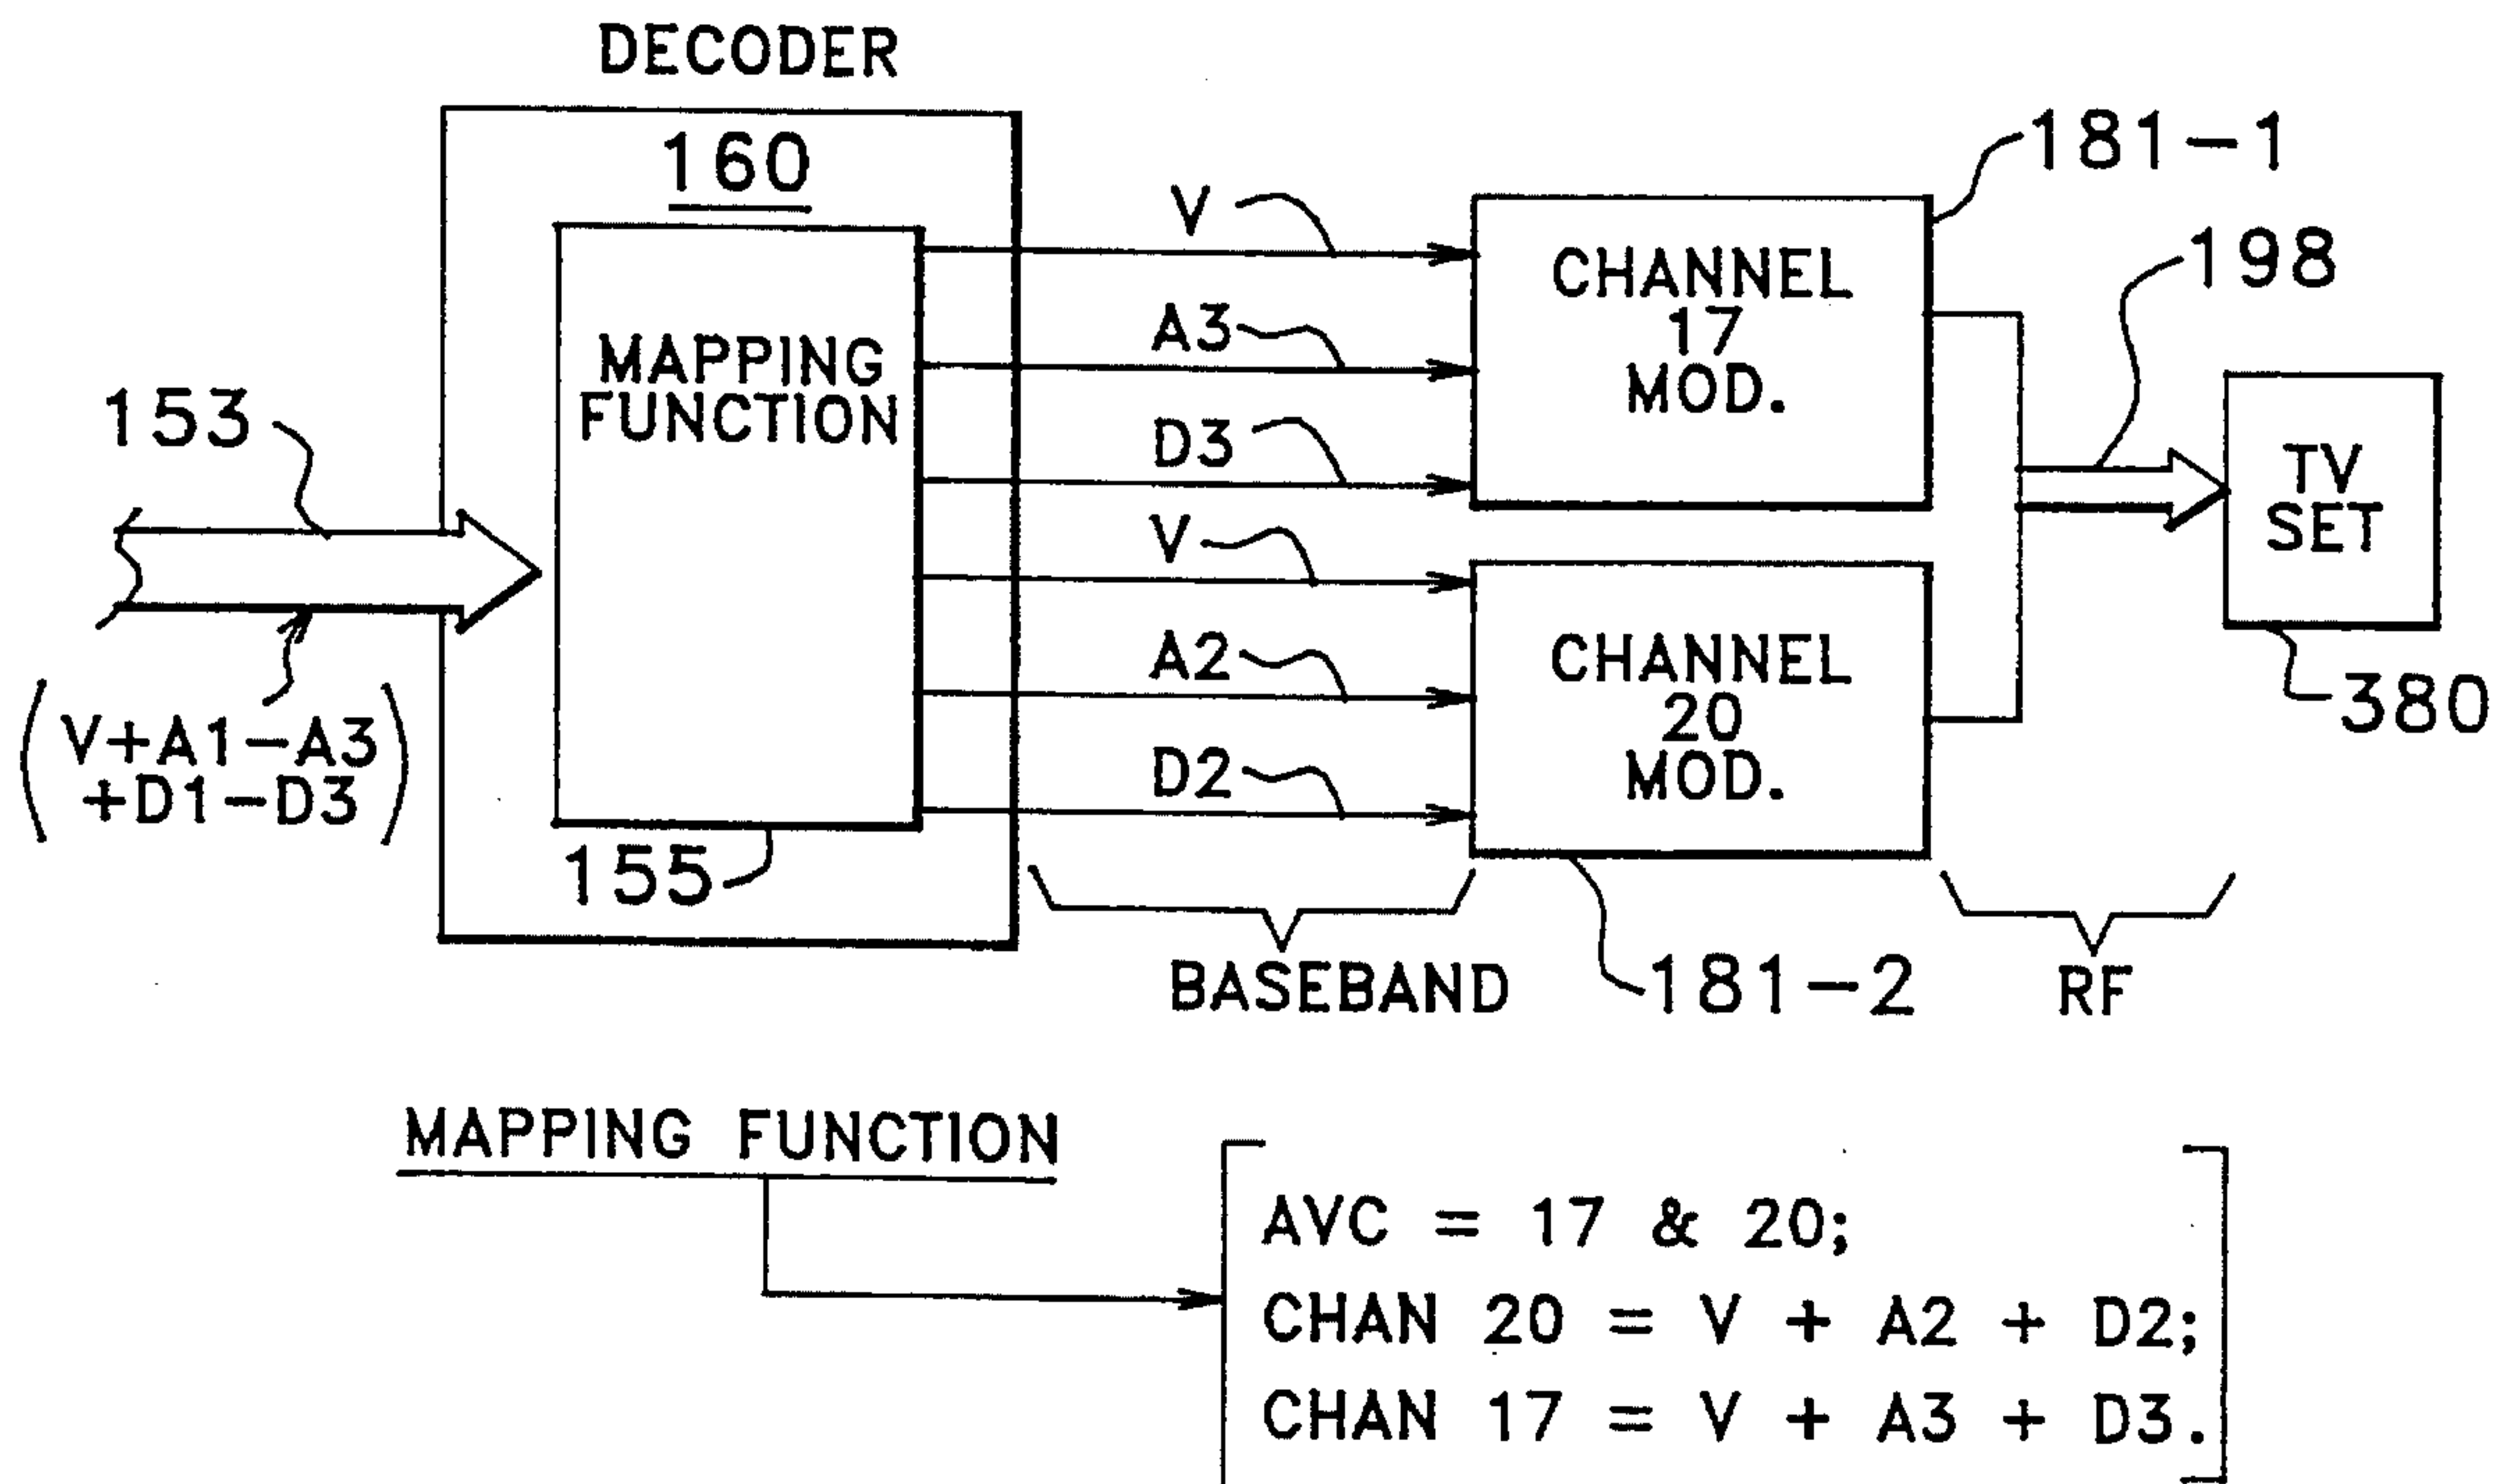 DECODER
160
MAPPING
FUNCTION
155
153
V+A1-A3
+D1-D3
V
A3
D3
V
A2
D2
CHANNEL
17
MOD.
181-1
198
CHANNEL
20
MOD.
TV
SET
380
BASEBAND
181-2
RF
MAPPING FUNCTION
AVC = 17 & 20;
CHAN 20 = V + A2 + D2;
CHAN 17 = V + A3 + D3.